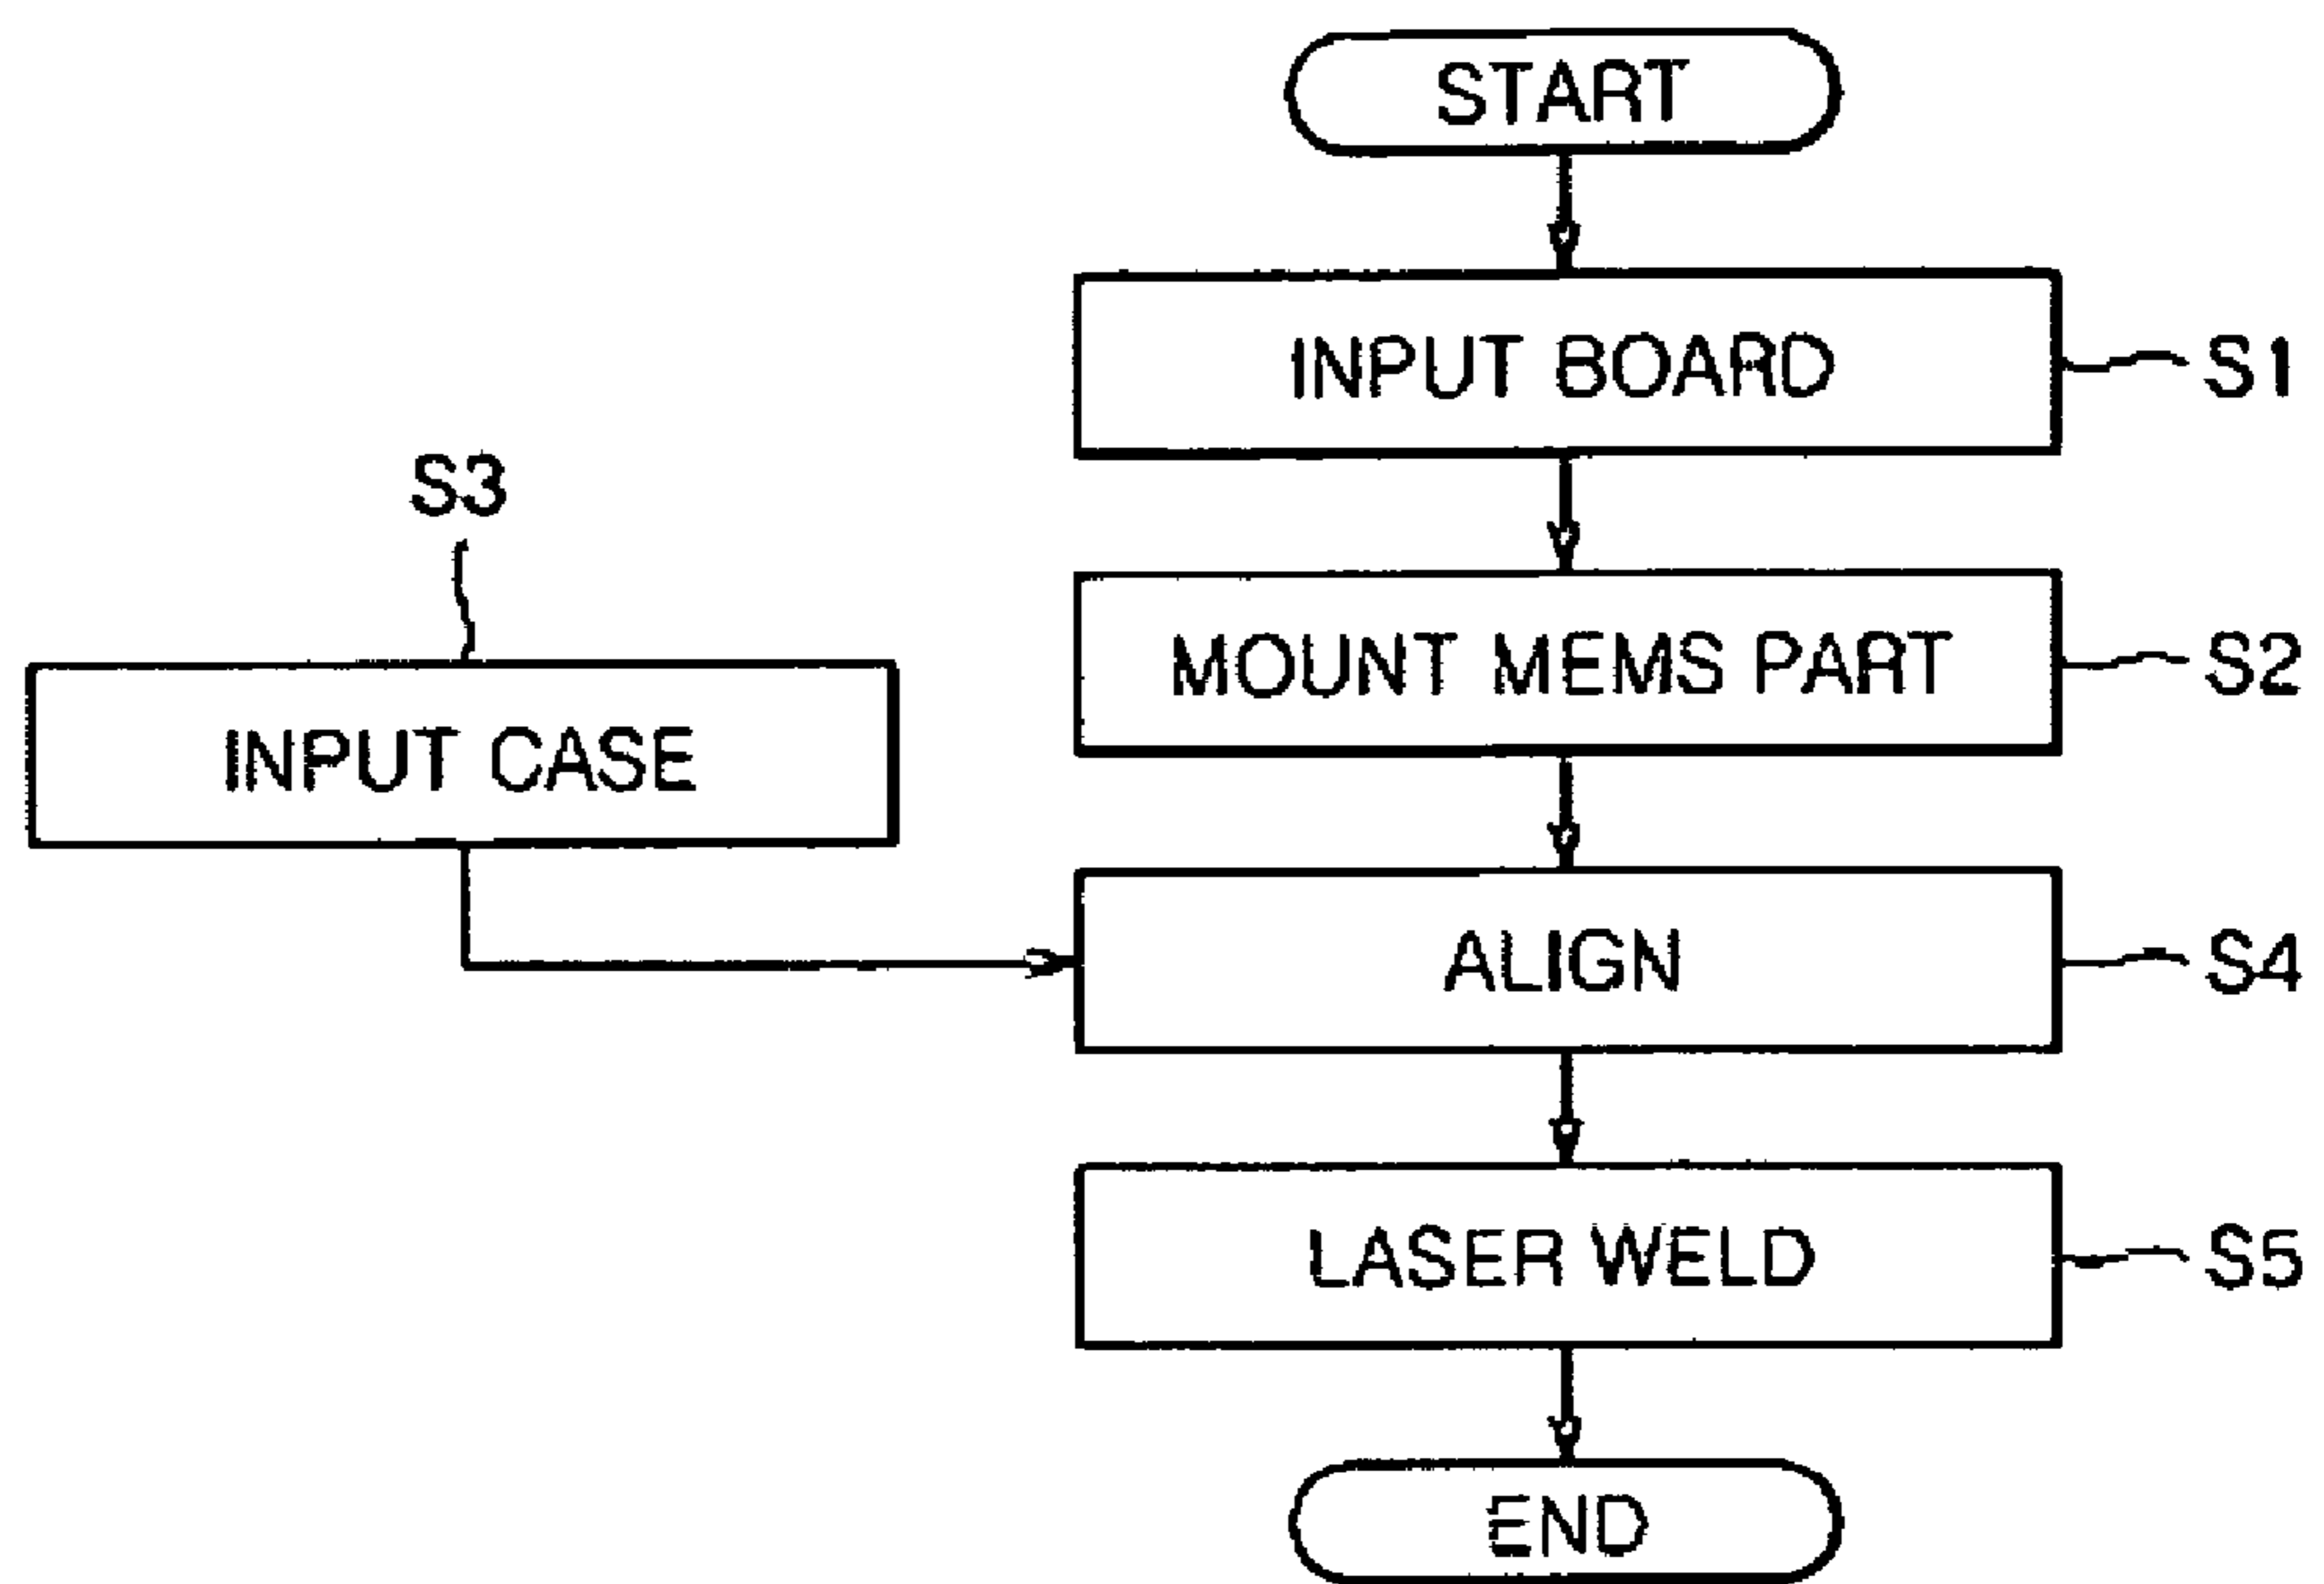 START
INPUT BOARD
S1
S3
MOUNT MEMS PART
S2
INPUT CASE
ALIGN
S4
LASER WELD
S5
END